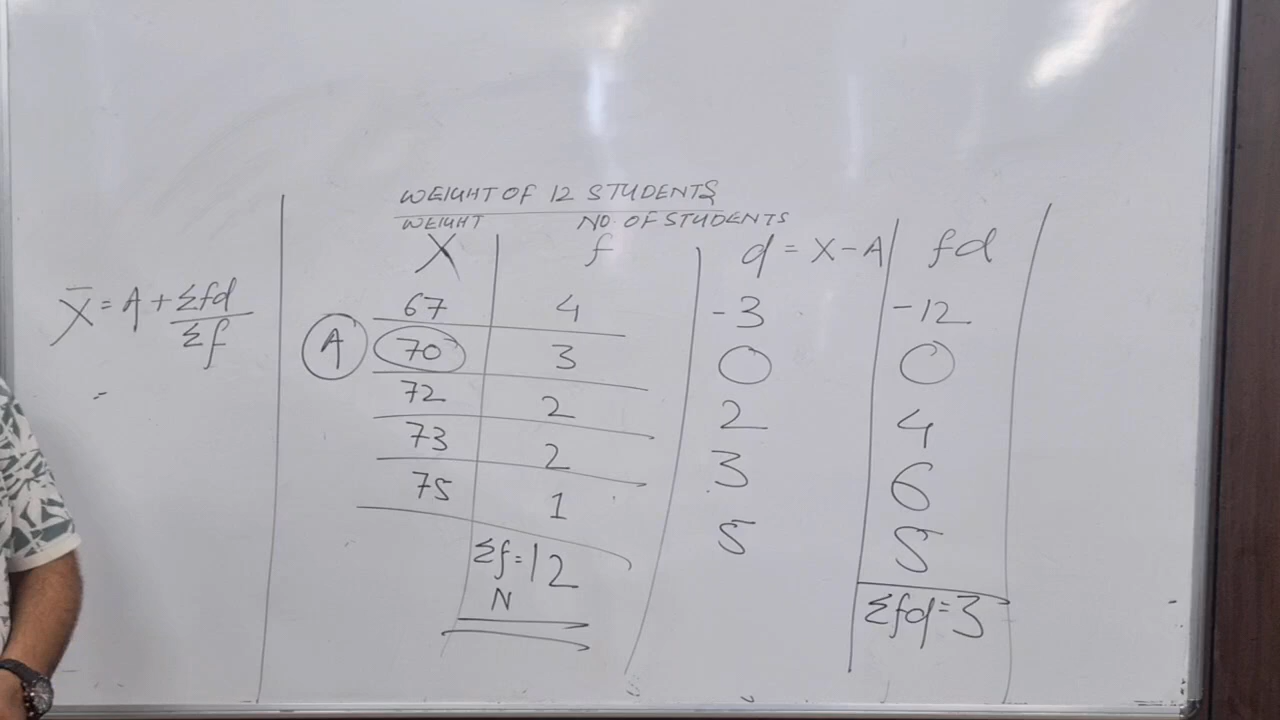 WEIGHT OF 12 STUDENTS
WEIGHT NO. OF STUDENTS
X f d = X - A fd
67 4 -3 -12
A 70 3 0 0
72 2 2 4
73 2 3 6
75 1 5 5
Σf = 12
N
Σfd = 3
X̄ = A + Σfd / Σf